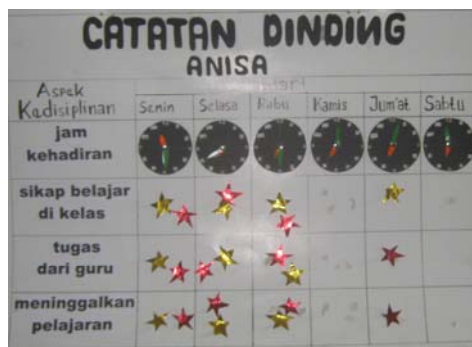 CATATAN DINDING
ANISA
Aspek Kedisiplinan
Hari
Senin Selasa Rabu Kamis Jum'at Sabtu
jam
kehadiran
sikap belajar
di kelas
tugas
dari guru
meninggalkan
pelajaran